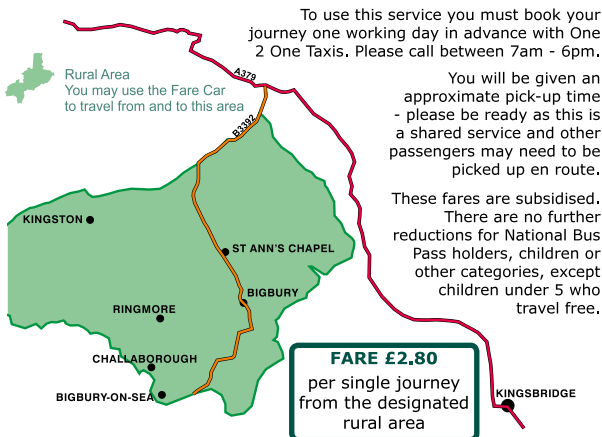 To use this service you must book your
journey one working day in advance with One
2 One Taxis. Please call between 7am - 6pm.
You will be given an
approximate pick-up time
- please be ready as this is
a shared service and other
passengers may need to be
picked up en route.
These fares are subsidised.
There are no further
reductions for National Bus
Pass holders, children or
other categories, except
children under 5 who
travel free.
Rural Area
You may use the Fare Car
to travel from and to this area
A379
B3392
KINGSTON
ST ANN'S CHAPEL
BIGBURY
RINGMORE
CHALLABOROUGH
BIGBURY-ON-SEA
FARE £2.80
per single journey
from the designated
rural area
KINGSBRIDGE